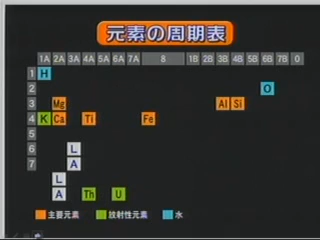 元素の周期表
1A 2A 3A 4A 5A 6A 7A 8 1B 2B 3B 4B 5B 6B 7B 0
1 H
2 O
3 Mg Al Si
4 K Ca Ti Fe
5
6 L
7 A
L
A Th U
主要元素 放射性元素 水